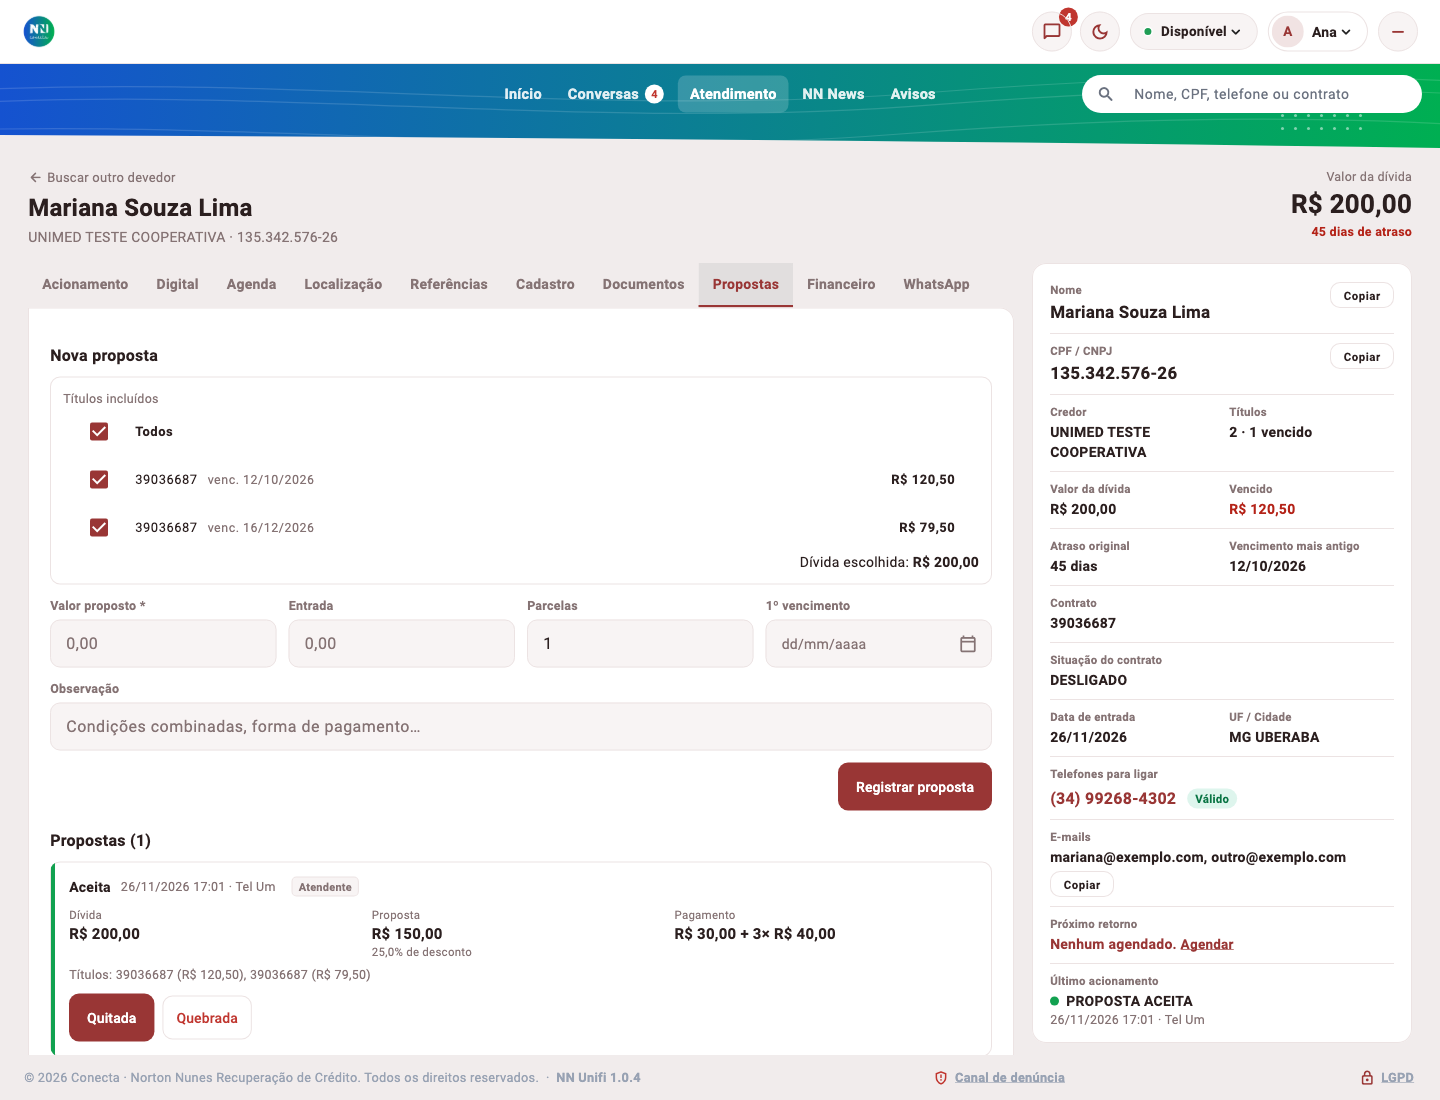 NN
4
Disponível
A
Ana
Início
Conversas 4
Atendimento
NN News
Avisos
Nome, CPF, telefone ou contrato
Buscar outro devedor
Mariana Souza Lima
UNIMED TESTE COOPERATIVA · 135.342.576-26
Valor da dívida
R$ 200,00
45 dias de atraso
Acionamento
Digital
Agenda
Localização
Referências
Cadastro
Documentos
Propostas
Financeiro
WhatsApp
Nova proposta
Títulos incluídos
Todos
39036687 venc. 12/10/2026 R$ 120,50
39036687 venc. 16/12/2026 R$ 79,50
Dívida escolhida: R$ 200,00
Valor proposto *
Entrada
Parcelas
1º vencimento
0,00
0,00
1
dd/mm/aaaa
Observação
Condições combinadas, forma de pagamento...
Registrar proposta
Propostas (1)
Aceita 26/11/2026 17:01 · Tel Um Atendente
Dívida
Proposta
Pagamento
R$ 200,00
R$ 150,00
R$ 30,00 + 3× R$ 40,00
25,0% de desconto
Títulos: 39036687 (R$ 120,50), 39036687 (R$ 79,50)
Quitada
Quebrada
Nome
Mariana Souza Lima
Copiar
CPF / CNPJ
135.342.576-26
Copiar
Credor
UNIMED TESTE
COOPERATIVA
Títulos
2 · 1 vencido
Valor da dívida
R$ 200,00
Vencido
R$ 120,50
Atraso original
45 dias
Vencimento mais antigo
12/10/2026
Contrato
39036687
Situação do contrato
DESLIGADO
Data de entrada
26/11/2026
UF / Cidade
MG UBERABA
Telefones para ligar
(34) 99268-4302 Válido
E-mails
mariana@exemplo.com, outro@exemplo.com
Copiar
Próximo retorno
Nenhum agendado. Agendar
Último acionamento
PROPOSTA ACEITA
26/11/2026 17:01 · Tel Um
© 2026 Conecta · Norton Nunes Recuperação de Crédito. Todos os direitos reservados. · NN Unifi 1.0.4
Canal de denúncia
LGPD